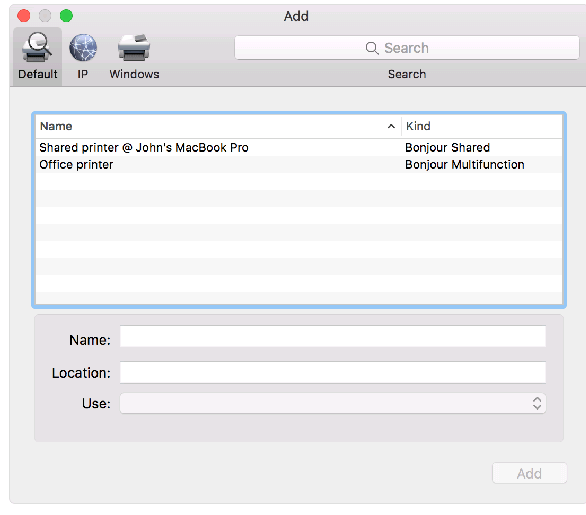 Add
Default IP Windows
Search
Search
Name Kind
Shared printer @ John's MacBook Pro Bonjour Shared
Office printer Bonjour Multifunction
Name:
Location:
Use:
Add